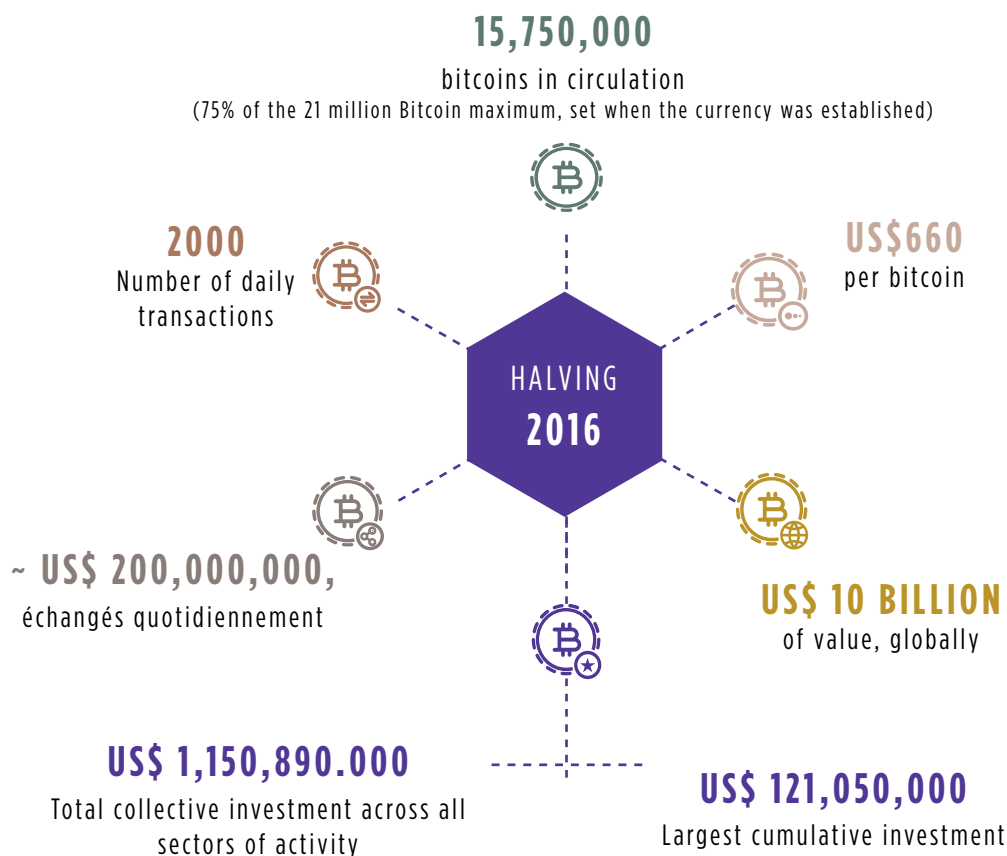 15,750,000
bitcoins in circulation
(75% of the 21 million Bitcoin maximum, set when the currency was established)
2000
Number of daily
transactions
US$660
per bitcoin
HALVING
2016
~ US$ 200,000,000,
échangés quotidiennement
US$ 10 BILLION
of value, globally
US$ 1,150,890.000
Total collective investment across all
sectors of activity
US$ 121,050,000
Largest cumulative investment